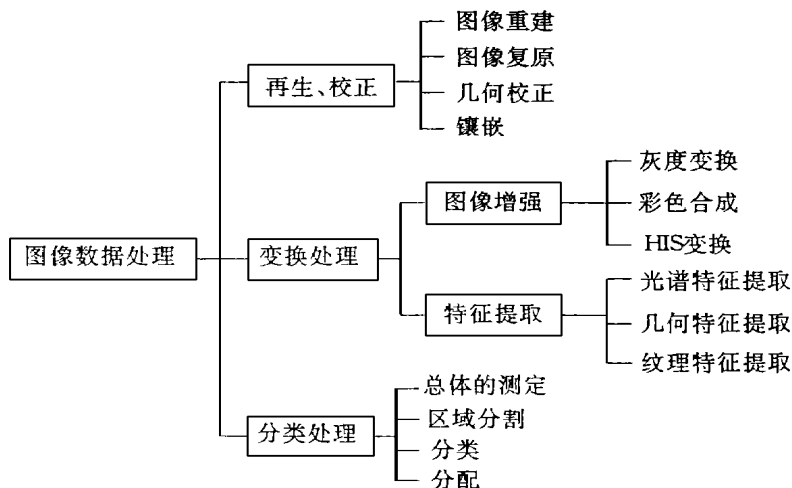 图像数据处理
再生、校正
图像重建
图像复原
几何校正
镶嵌
变换处理
图像增强
灰度变换
彩色合成
HIS变换
特征提取
光谱特征提取
几何特征提取
纹理特征提取
分类处理
总体的测定
区域分割
分类
分配